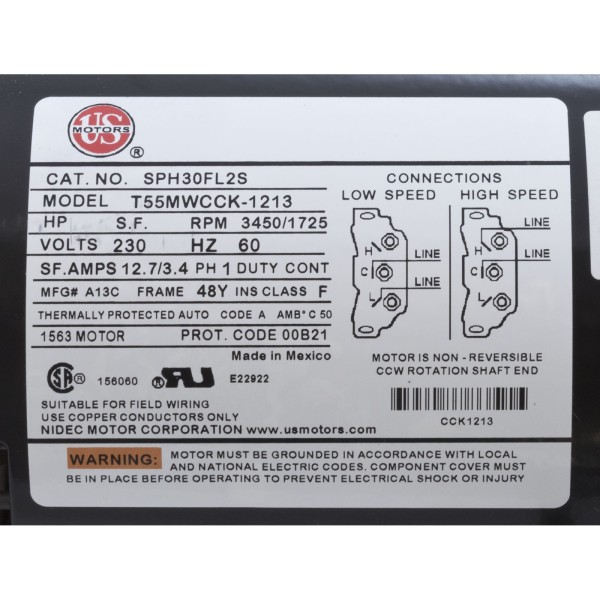 US
MOTORS
®
CAT. NO. SPH30FL2S
MODEL T55MWCCK-1213
HP S.F. RPM 3450/1725
VOLTS 230 HZ 60
SF.AMPS 12.7/3.4 PH 1 DUTY CONT
MFG# A13C FRAME 48Y INS CLASS F
THERMALLY PROTECTED AUTO CODE A AMB° C 50
1563 MOTOR PROT. CODE 00B21
Made in Mexico
SA ® 156060 RU ® E22922
SUITABLE FOR FIELD WIRING
USE COPPER CONDUCTORS ONLY
NIDEC MOTOR CORPORATION www.usmotors.com
CONNECTIONS
LOW SPEED HIGH SPEED
LINE
H LINE H
C C LINE
L LINE L
MOTOR IS NON - REVERSIBLE
CCW ROTATION SHAFT END
CCK1213
WARNING: MOTOR MUST BE GROUNDED IN ACCORDANCE WITH LOCAL
AND NATIONAL ELECTRIC CODES. COMPONENT COVER MUST
BE IN PLACE BEFORE OPERATING TO PREVENT ELECTRICAL SHOCK OR INJURY